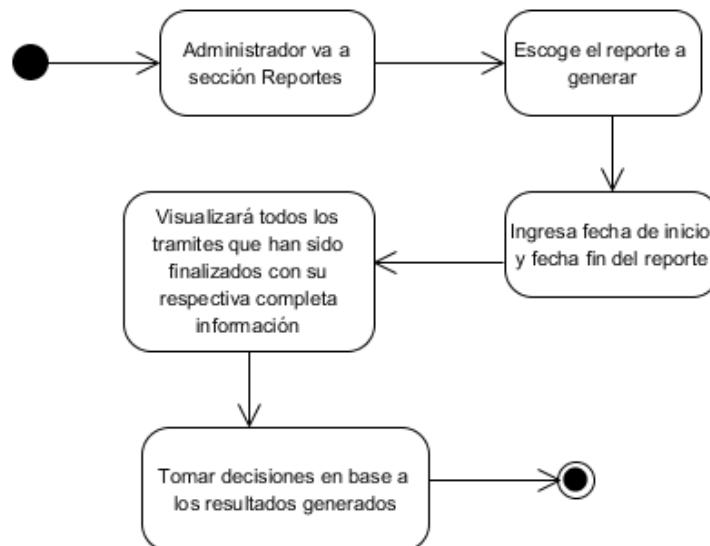 Administrador va a
sección Reportes
Escoge el reporte a
generar
Ingresa fecha de inicio
y fecha fin del reporte
Visualizará todos los
tramites que han sido
finalizados con su
respectiva completa
información
Tomar decisiones en base a
los resultados generados